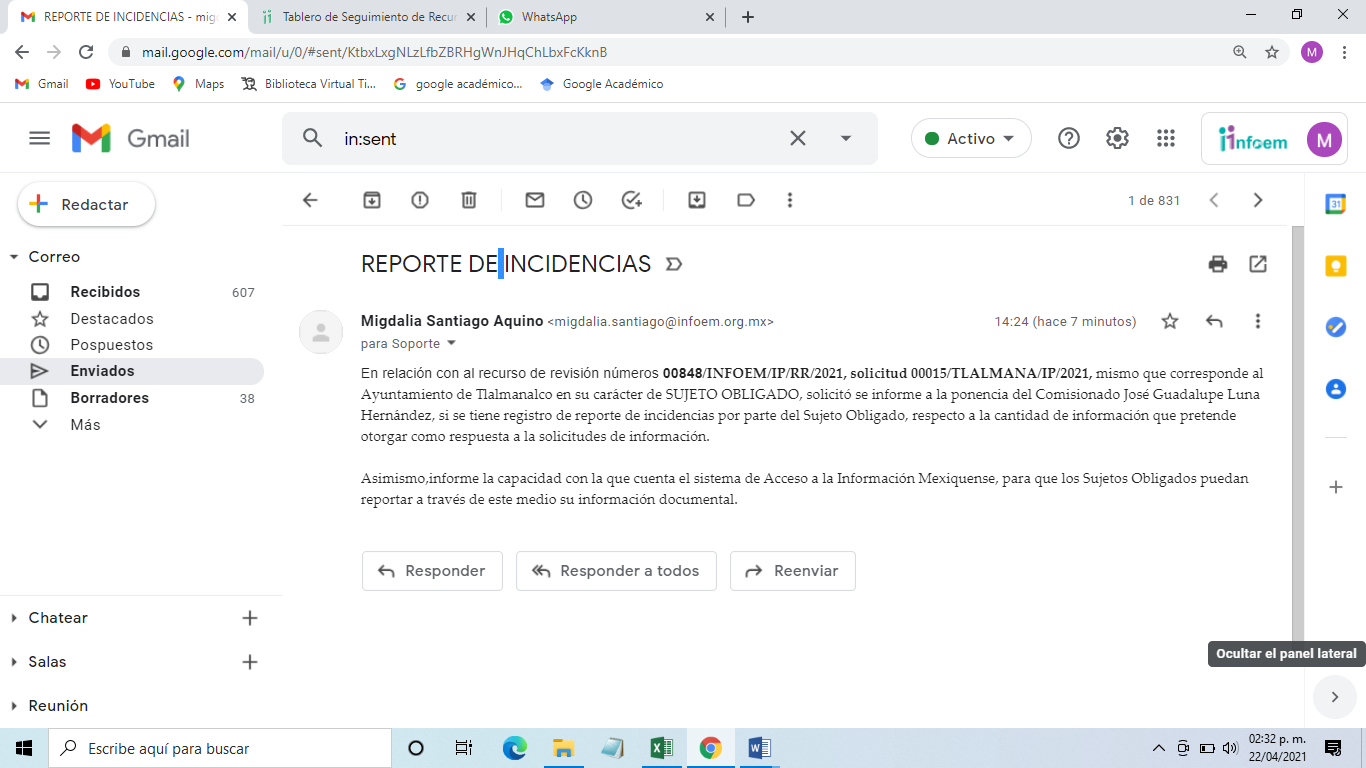 REPORTE DE INCIDENCIAS - mig
Tablero de Seguimiento de Recur
WhatsApp
mail.google.com/mail/u/0/#sent/KtbxLxgNLzLfbZBRHgWnJHqChLbxFcKknB
M
Gmail
YouTube
Maps
Biblioteca Virtual Ti...
google académico...
Google Académico
Gmail
in:sent
Activo
infoem
M
Redactar
1 de 831
Correo
Recibidos 607
Destacados
Pospuestos
Enviados
Borradores 38
Más
REPORTE DE INCIDENCIAS
Migdalia Santiago Aquino <migdalia.santiago@infoem.org.mx>
14:24 (hace 7 minutos)
para Soporte
En relación con al recurso de revisión números 00848/INFOEM/IP/RR/2021, solicitud 00015/TLALMANA/IP/2021, mismo que corresponde al
Ayuntamiento de Tlalmanalco en su carácter de SUJETO OBLIGADO, solicitó se informe a la ponencia del Comisionado José Guadalupe Luna
Hernández, si se tiene registro de reporte de incidencias por parte del Sujeto Obligado, respecto a la cantidad de información que pretende
otorgar como respuesta a la solicitudes de información.
Asimismo,informe la capacidad con la que cuenta el sistema de Acceso a la Información Mexiquense, para que los Sujetos Obligados puedan
reportar a través de este medio su información documental.
Responder
Responder a todos
Reenviar
Chatear
Salas
Reunión
Ocultar el panel lateral
31
Escribe aquí para buscar
02:32 p. m.
22/04/2021